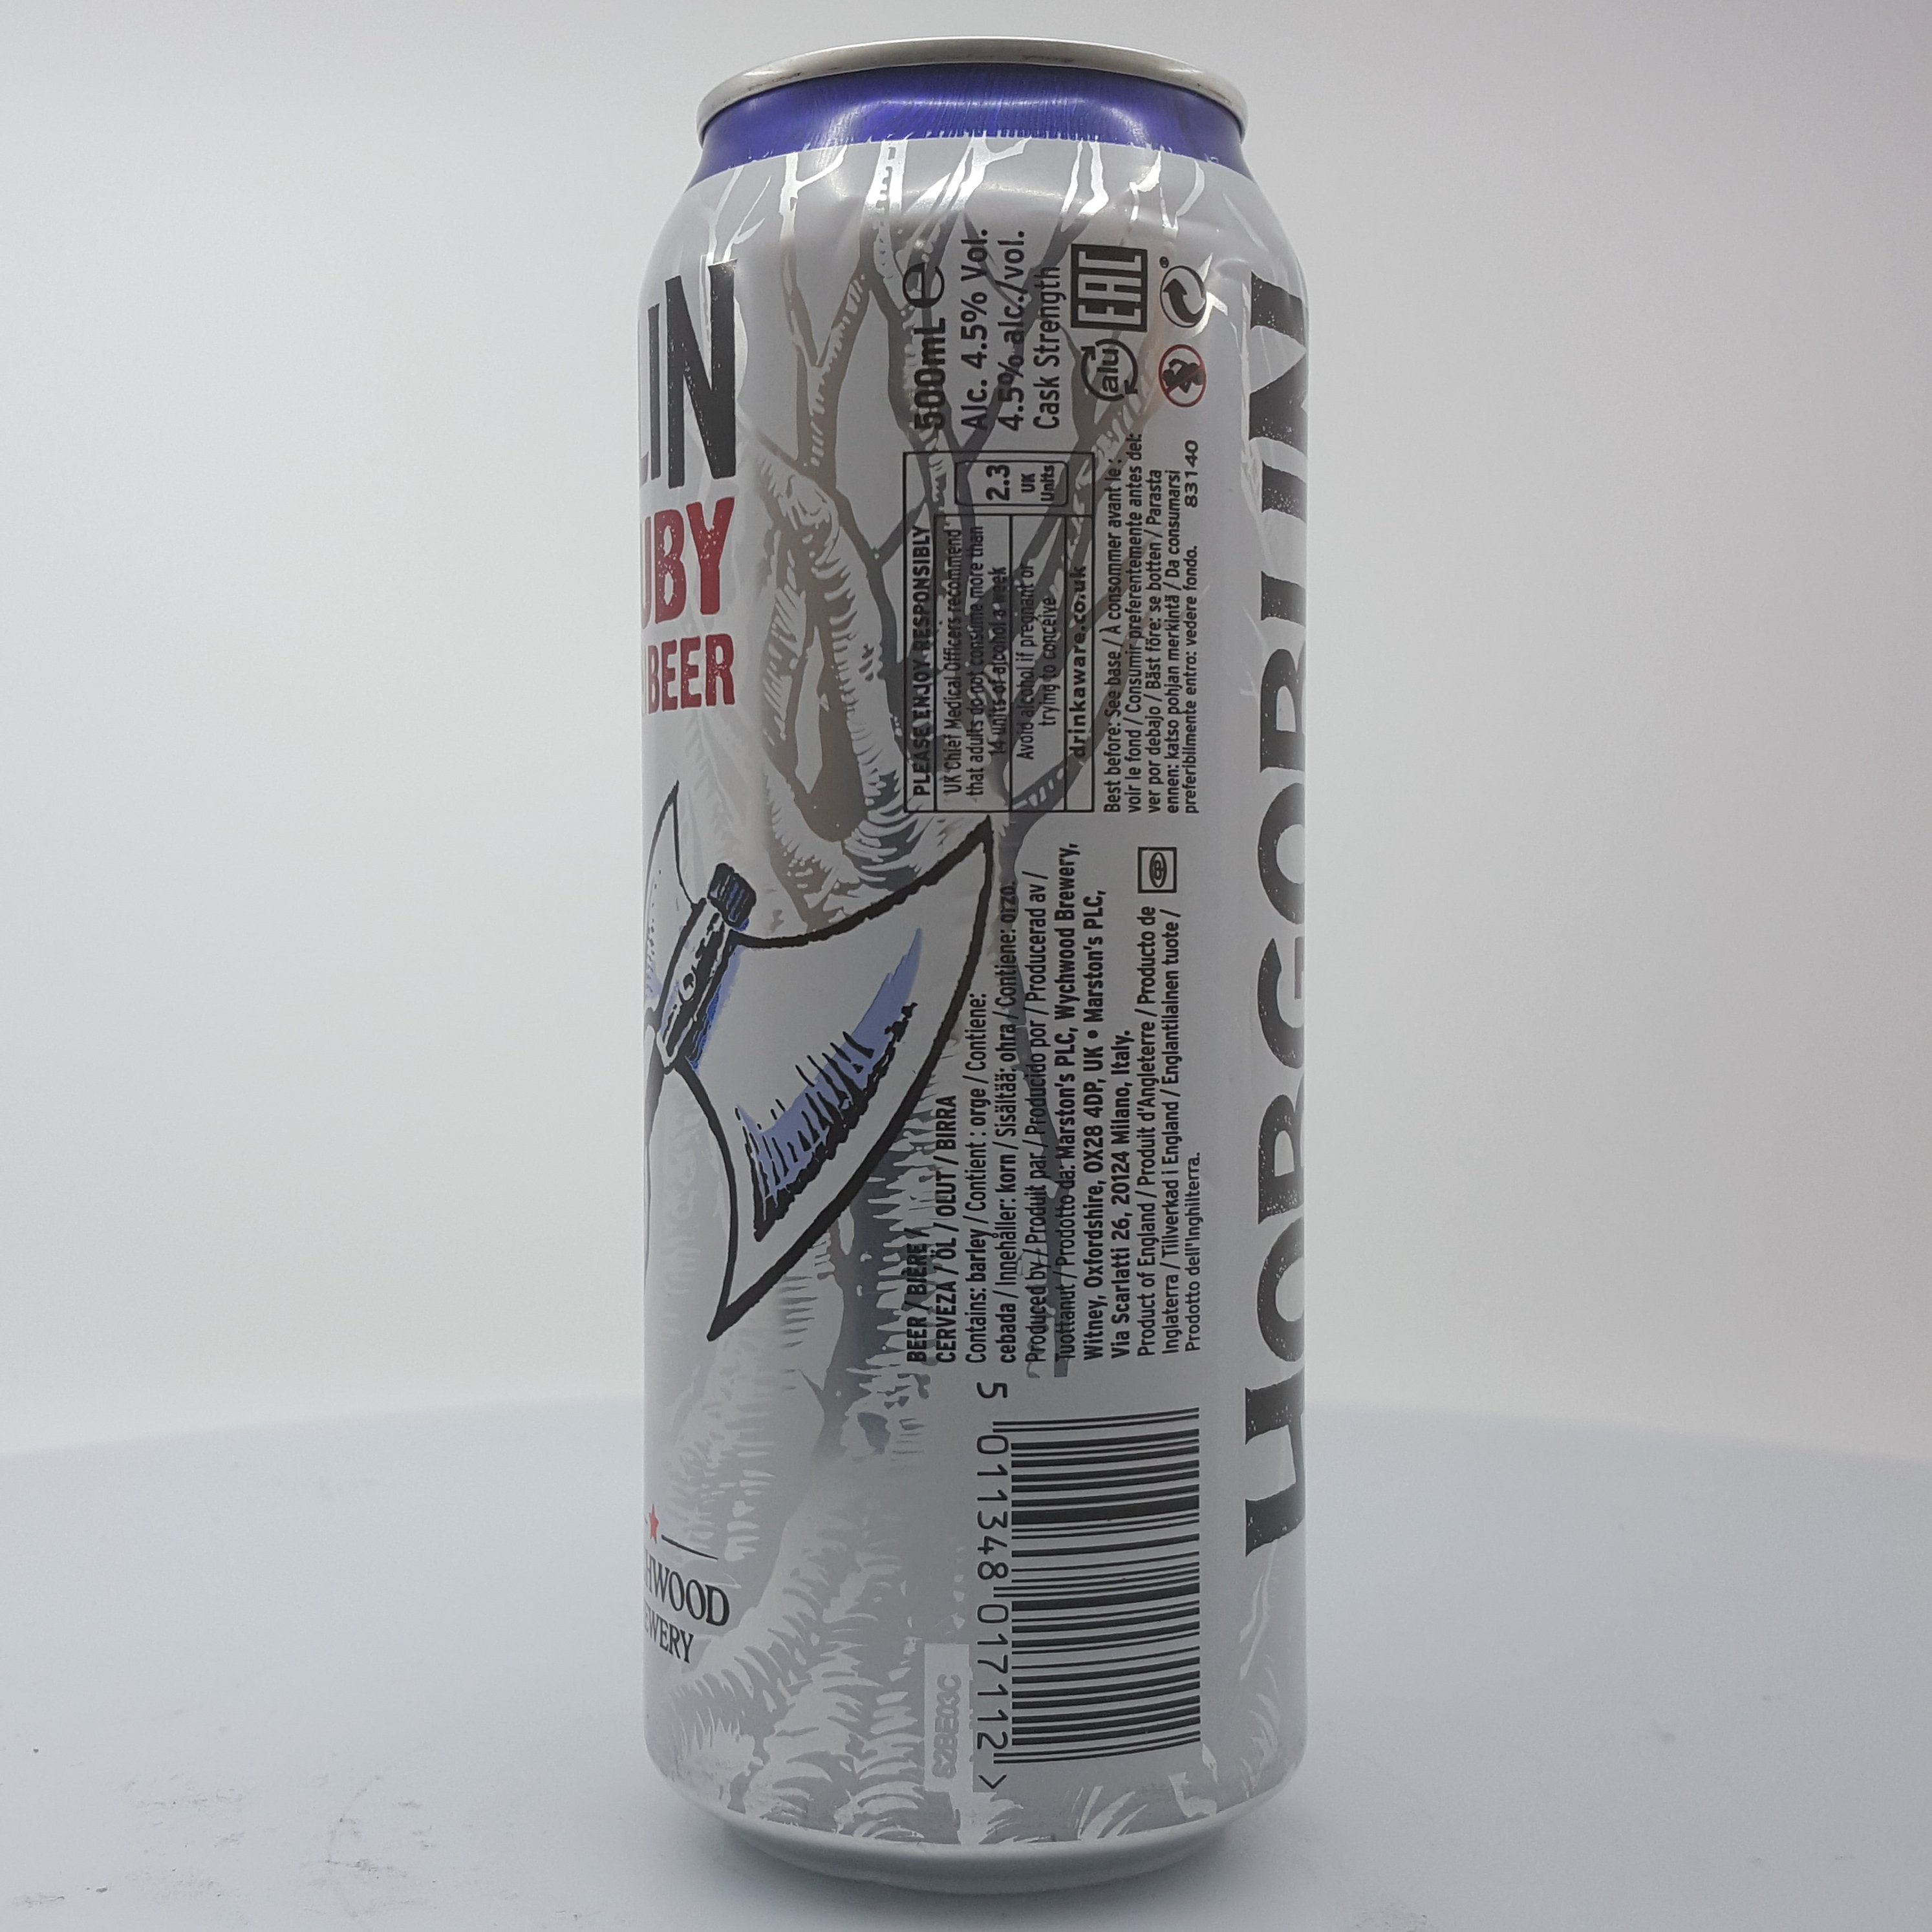 LIN
UBY
BEER
HWOOD
EWERY
500mL e
Alc. 4.5% Vol.
4.5% alc./vol.
Cask Strength
EAC
alu
PLEASE ENJOY RESPONSIBLY
UK Chief Medical Officers recommend
that adults do not consume more than
14 units of alcohol a week
Avoid alcohol if pregnant or
trying to conceive
drinkaware.co.uk
2.3
UK
Units
Best before: See base / À consommer avant le :
voir le fond / Consumir preferentemente antes del:
ver por debajo / Bäst före: se botten / Parasta
ennen: katso pohjan merkintä / Da consumarsi
preferibilmente entro: vedere fondo. 83140
BEER / BIÈRE /
CERVEZA / ÖL / OLUT / BIRRA
Contains: barley / Contient : orge / Contiene:
cebada / Innehåller: korn / Sisältää: ohra / Contiene: orzo.
Produced by / Produit par / Producido por / Producerad av /
Tuottanut / Prodotto da: Marston's PLC, Wychwood Brewery,
Witney, Oxfordshire, OX28 4DP, UK • Marston's PLC,
Via Scarlatti 26, 20124 Milano, Italy.
Product of England / Produit d'Angleterre / Producto de
Inglaterra / Tillverkad i England / Englantilainen tuote /
Prodotto dell'Inghilterra.
5 011348 017112 >
S2BE03C
HOBGOBLIN